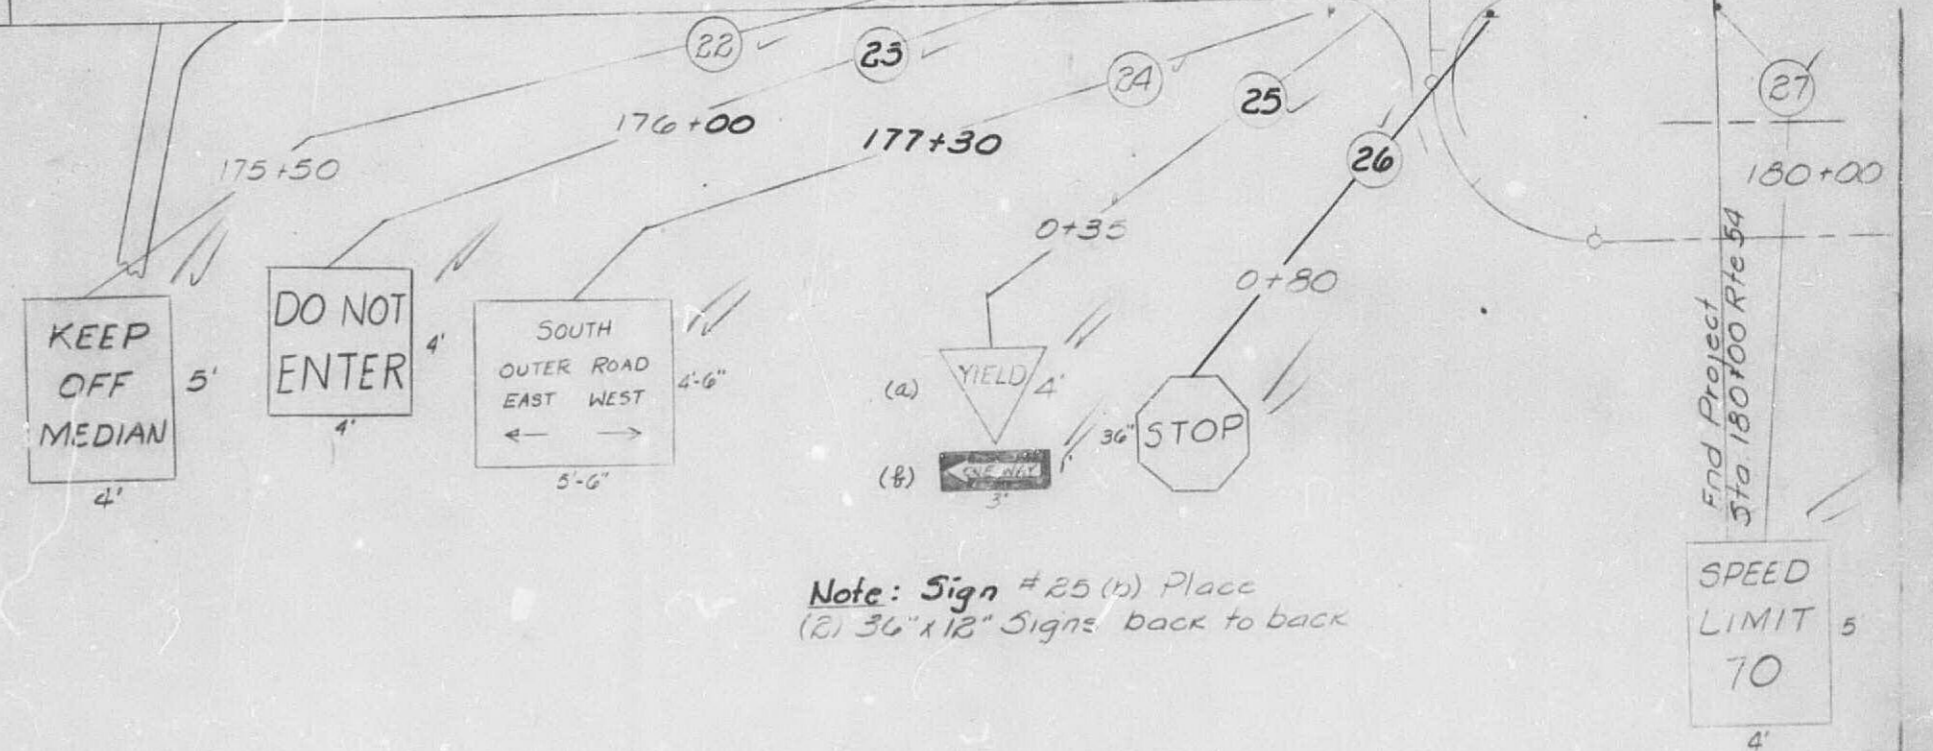 22
23
24
25
26
27
175+50
176+00
177+30
0+35
0+80
180+00
KEEP
OFF
MEDIAN
5'
4'
DO NOT
ENTER
4'
4'
SOUTH
OUTER ROAD
EAST WEST
← →
4'-6"
5'-6"
(a)
YIELD
4'
(b)
ONE WAY
1'
3'
36"
STOP
End Project
Sta. 180+00 Rte 54
SPEED
LIMIT
70
5
4'
Note: Sign #25 (b) Place
(2) 36"x12" Signs back to back